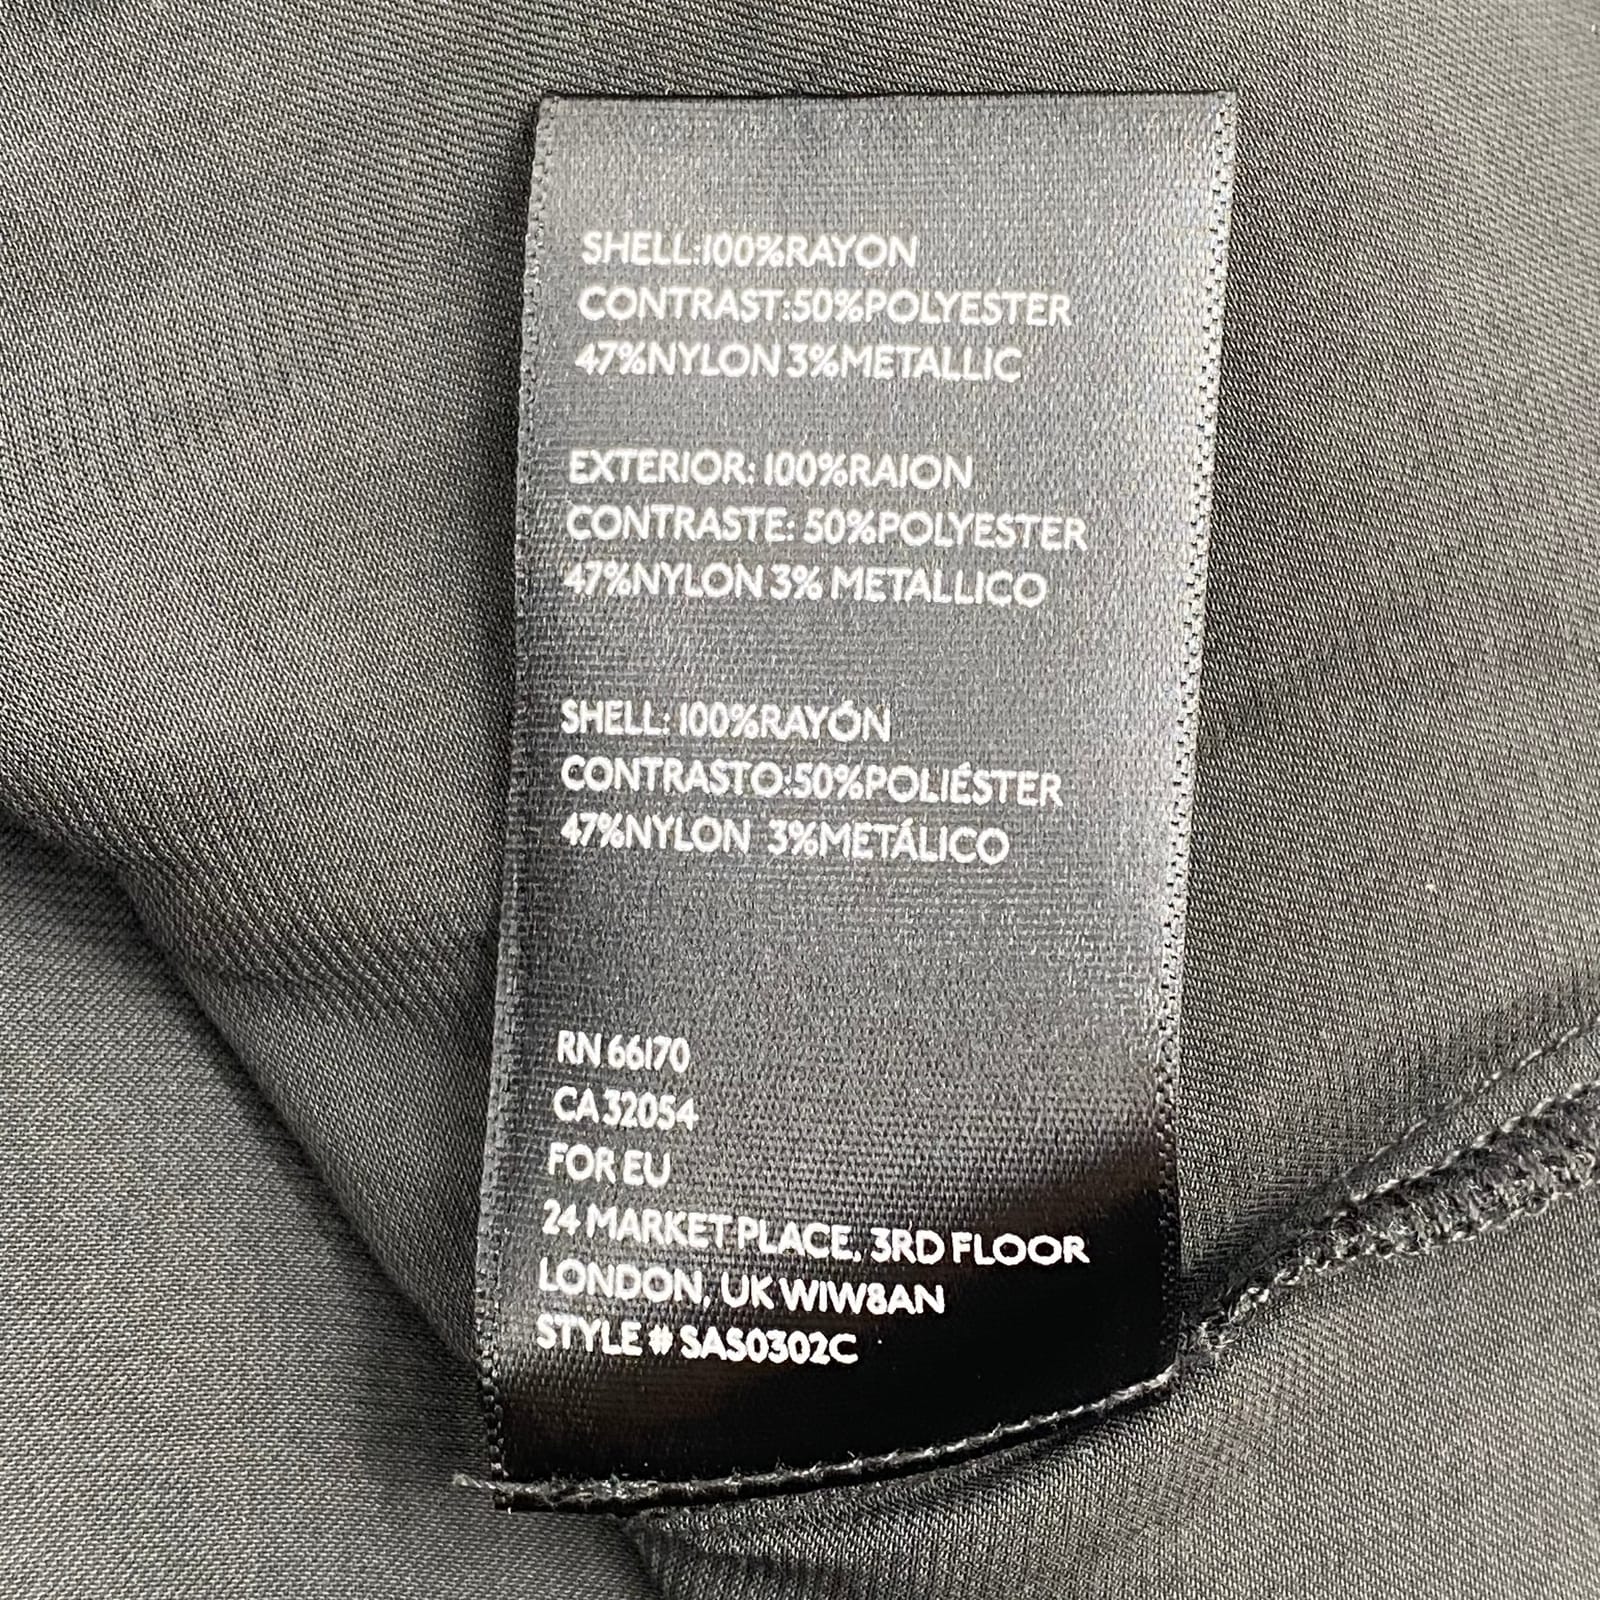 SHELL:100%RAYON
CONTRAST:50%POLYESTER
47%NYLON 3%METALLIC
EXTERIOR: 100%RAION
CONTRASTE: 50%POLYESTER
47%NYLON 3% METALLICO
SHELL: 100%RAYÓN
CONTRASTO:50%POLIÉSTER
47%NYLON 3%METÁLICO
RN 66170
CA 32054
FOR EU
24 MARKET PLACE, 3RD FLOOR
LONDON, UK W1W8AN
STYLE # SAS0302C